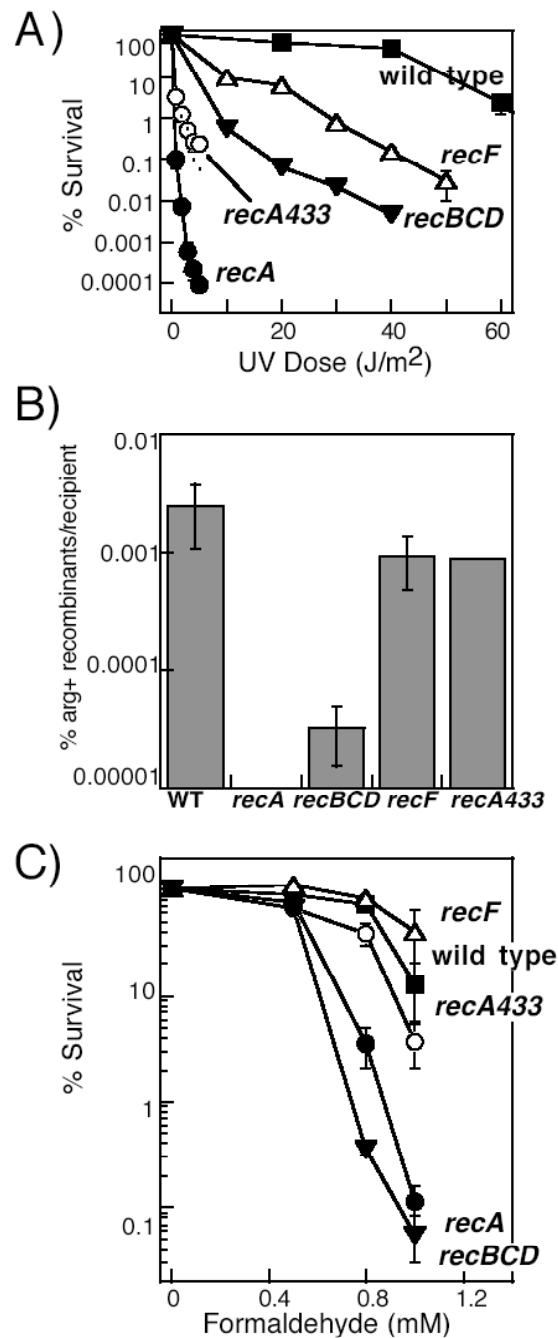 A)
% Survival
100
10
1
0.1
0.01
0.001
0.0001
wild type
recF
recA433
recBCD
recA
0 20 40 60
UV Dose (J/m2)
B)
% arg+ recombinants/recipient
0.01
0.001
0.0001
0.00001
WT recA recBCD recF recA433
C)
% Survival
100
10
1
0.1
recF
wild type
recA433
recA
recBCD
0 0.4 0.8 1.2
Formaldehyde (mM)